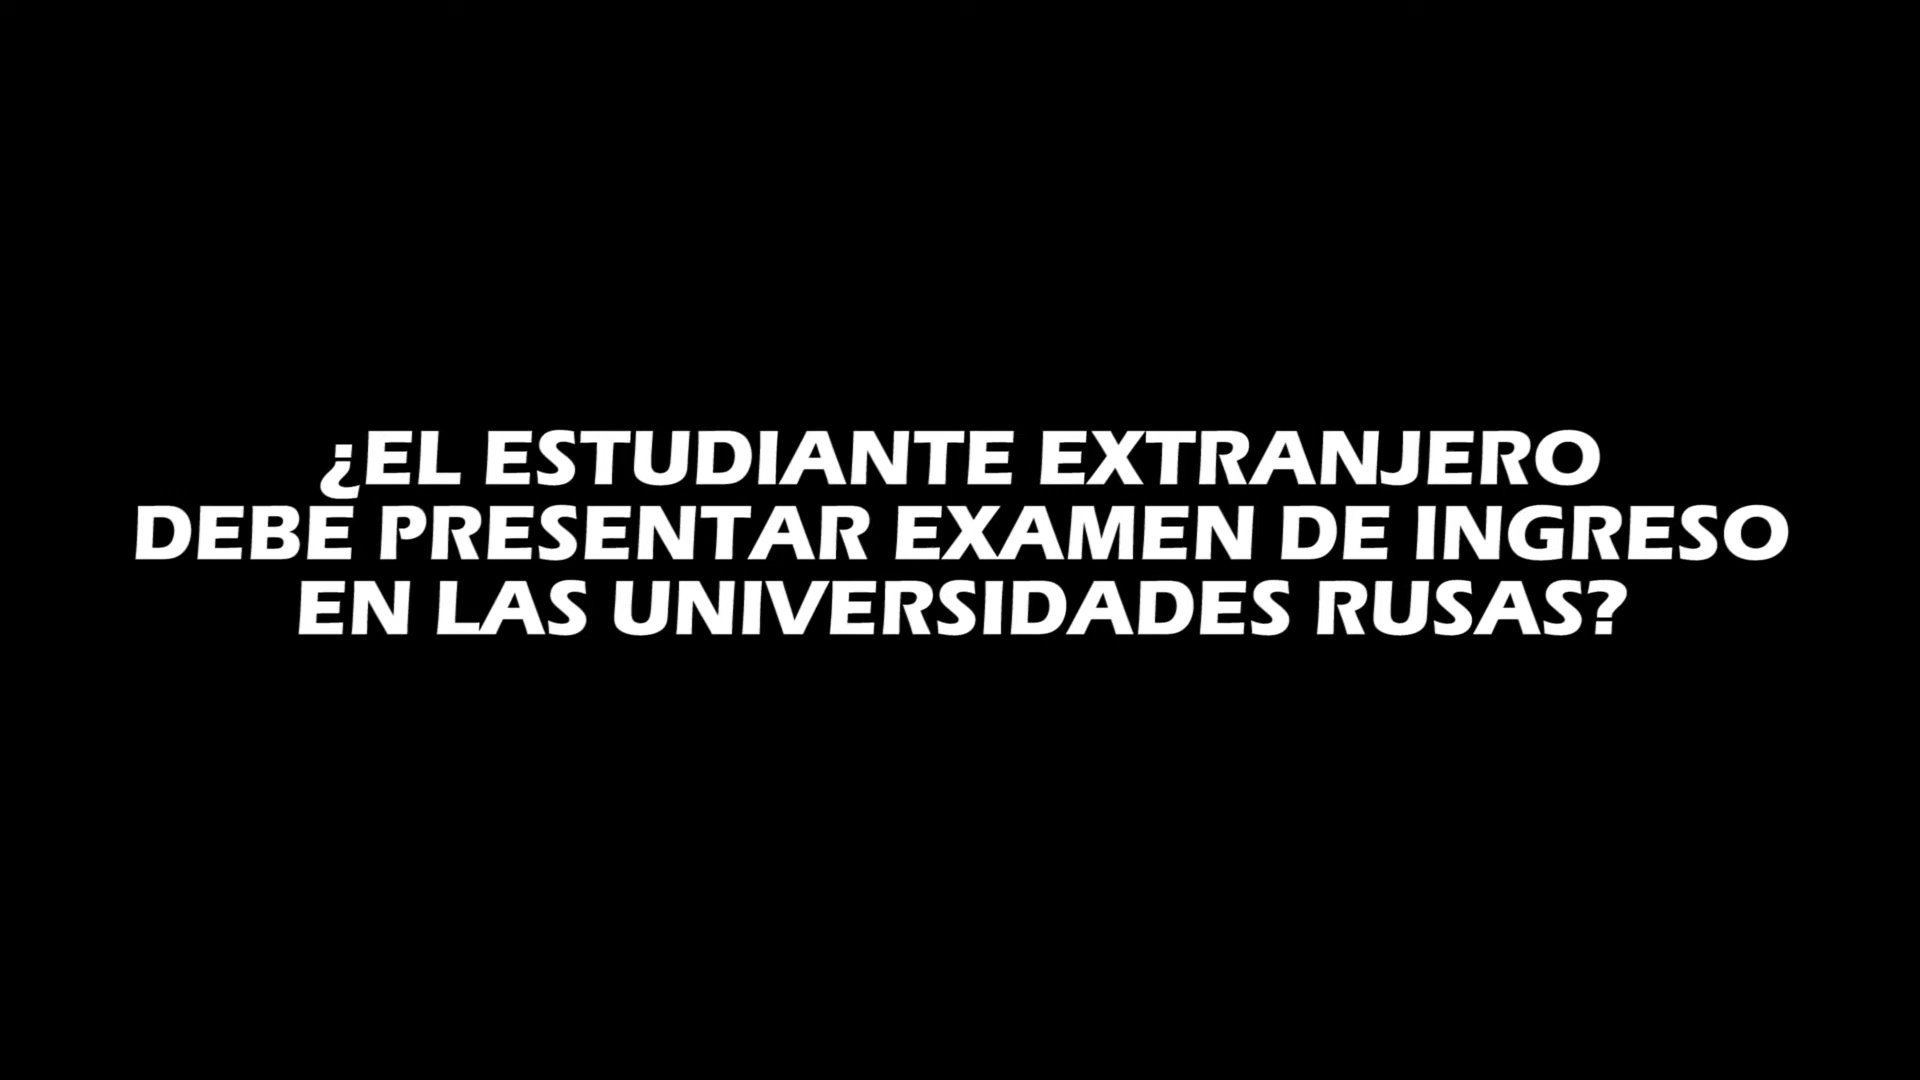 ¿EL ESTUDIANTE EXTRANJERO
DEBE PRESENTAR EXAMEN DE INGRESO
EN LAS UNIVERSIDADES RUSAS?